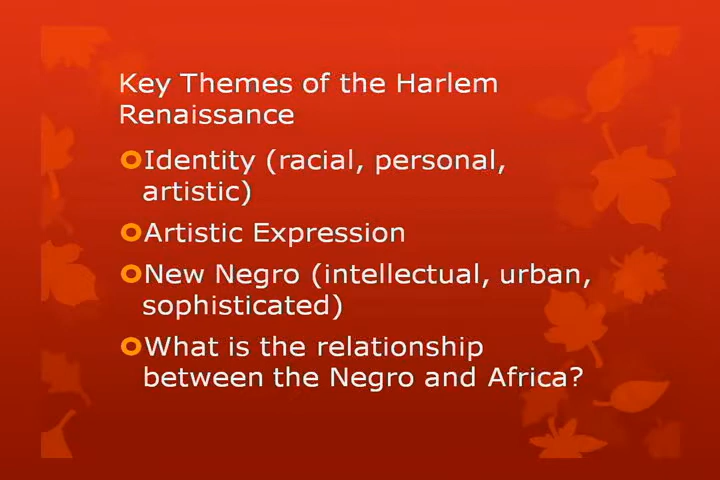 Key Themes of the Harlem
Renaissance
Identity (racial, personal,
artistic)
Artistic Expression
New Negro (intellectual, urban,
sophisticated)
What is the relationship
between the Negro and Africa?